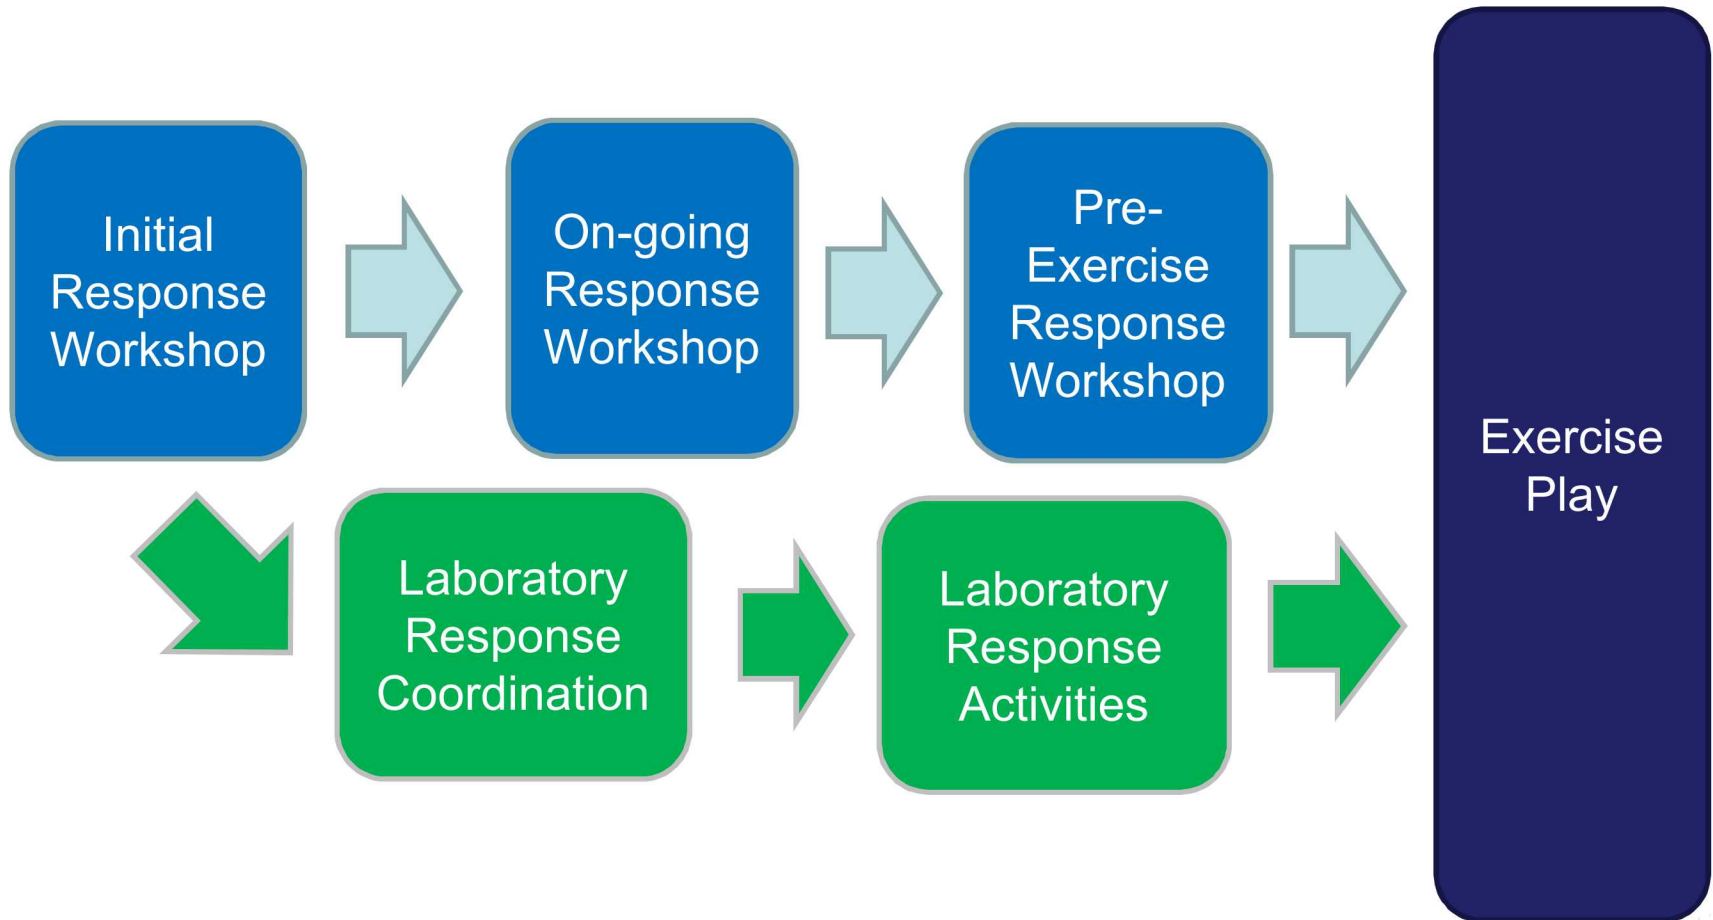 Initial
Response
Workshop
On-going
Response
Workshop
Pre-
Exercise
Response
Workshop
Laboratory
Response
Coordination
Laboratory
Response
Activities
Exercise
Play